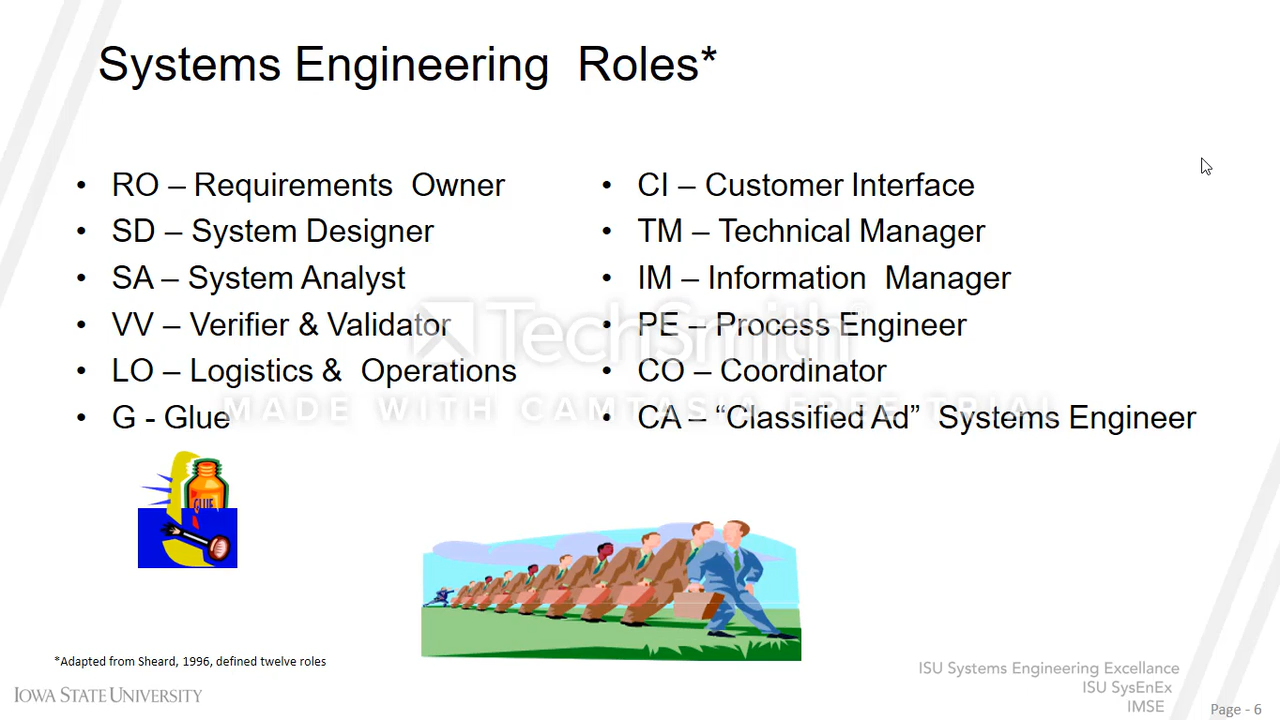 Systems Engineering Roles*
• RO – Requirements Owner
• SD – System Designer
• SA – System Analyst
• VV – Verifier & Validator
• LO – Logistics & Operations
• G - Glue
• CI – Customer Interface
• TM – Technical Manager
• IM – Information Manager
• PE – Process Engineer
• CO – Coordinator
• CA – “Classified Ad” Systems Engineer
TechSmith®
MADE WITH CAMTASIA FREE TRIAL
GLUE
*Adapted from Sheard, 1996, defined twelve roles
IOWA STATE UNIVERSITY
ISU Systems Engineering Excellance
ISU SysEnEx
IMSE
Page - 6